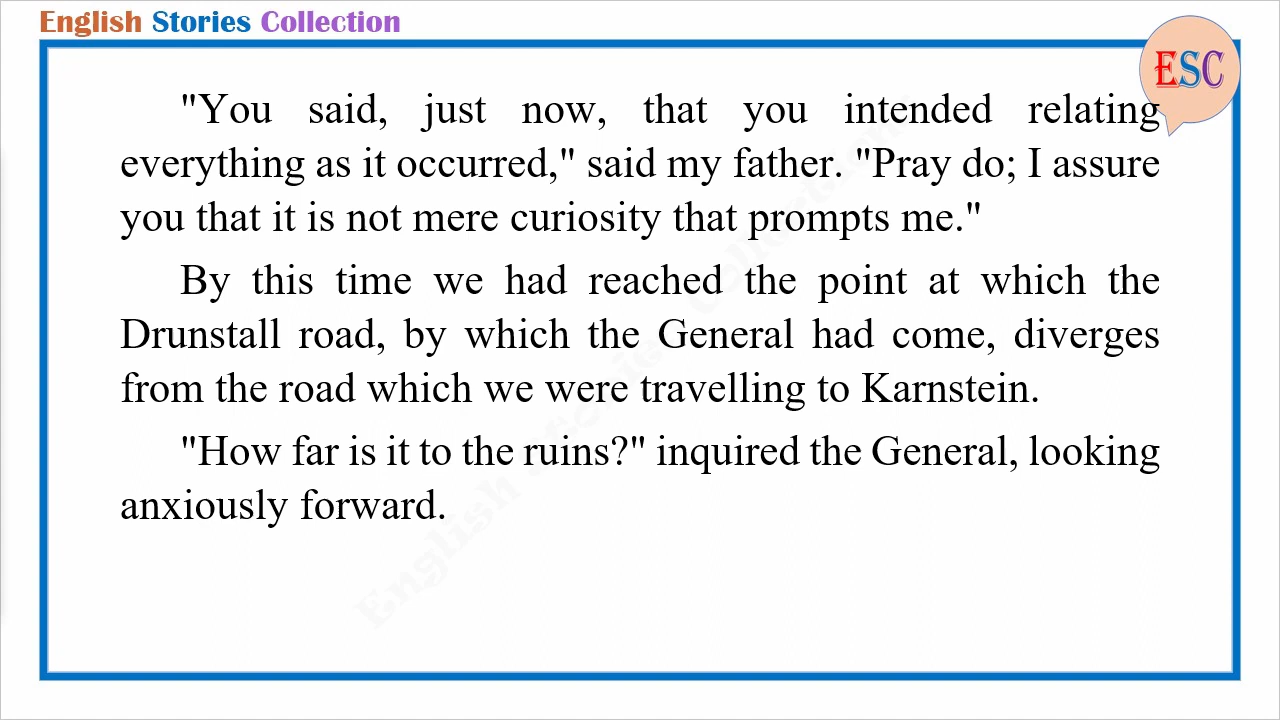 English Stories Collection
ESC
"You said, just now, that you intended relating
everything as it occurred," said my father. "Pray do; I assure
you that it is not mere curiosity that prompts me."
By this time we had reached the point at which the
Drunstall road, by which the General had come, diverges
from the road which we were travelling to Karnstein.
"How far is it to the ruins?" inquired the General, looking
anxiously forward.